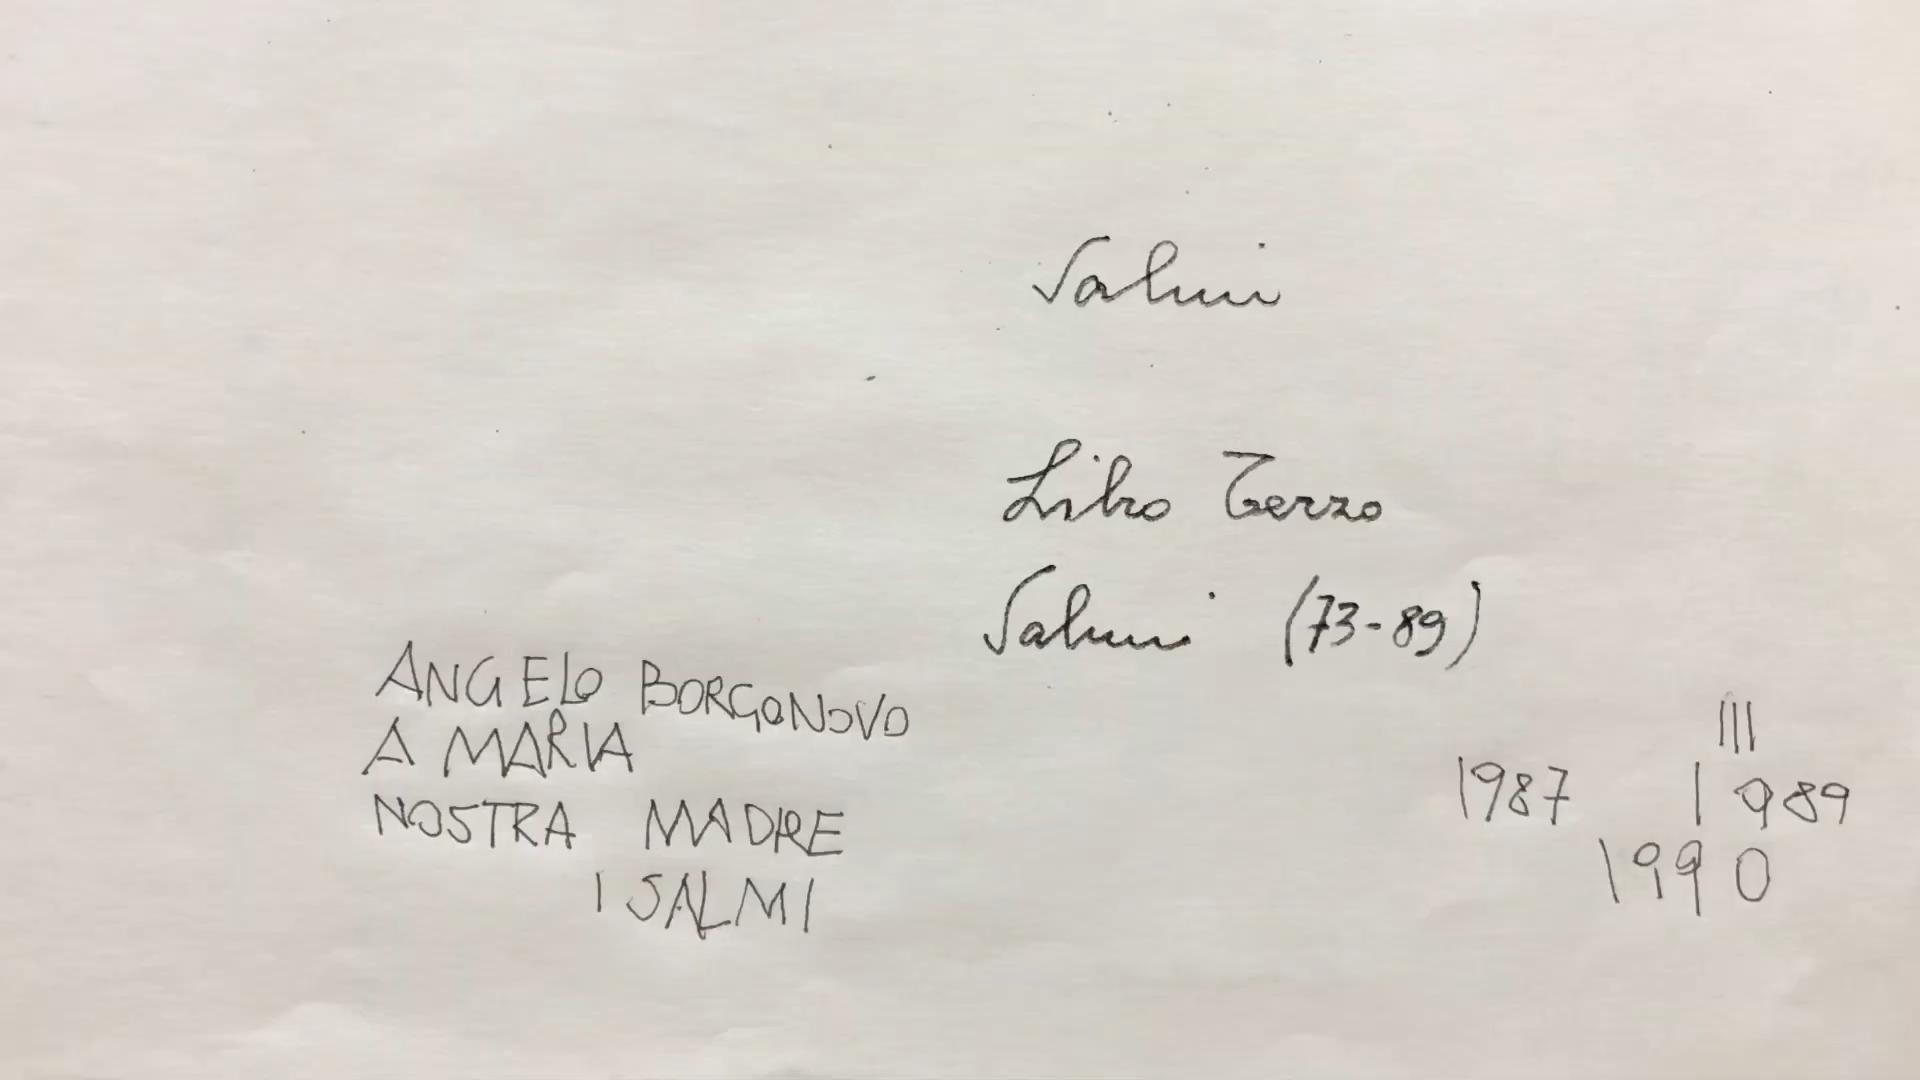 Salmi
Libro Terzo
Salmi (73-89)
ANGELO BORGONOVO
A MARIA
NOSTRA MADRE
I SALMI
III
1987 1989
1990